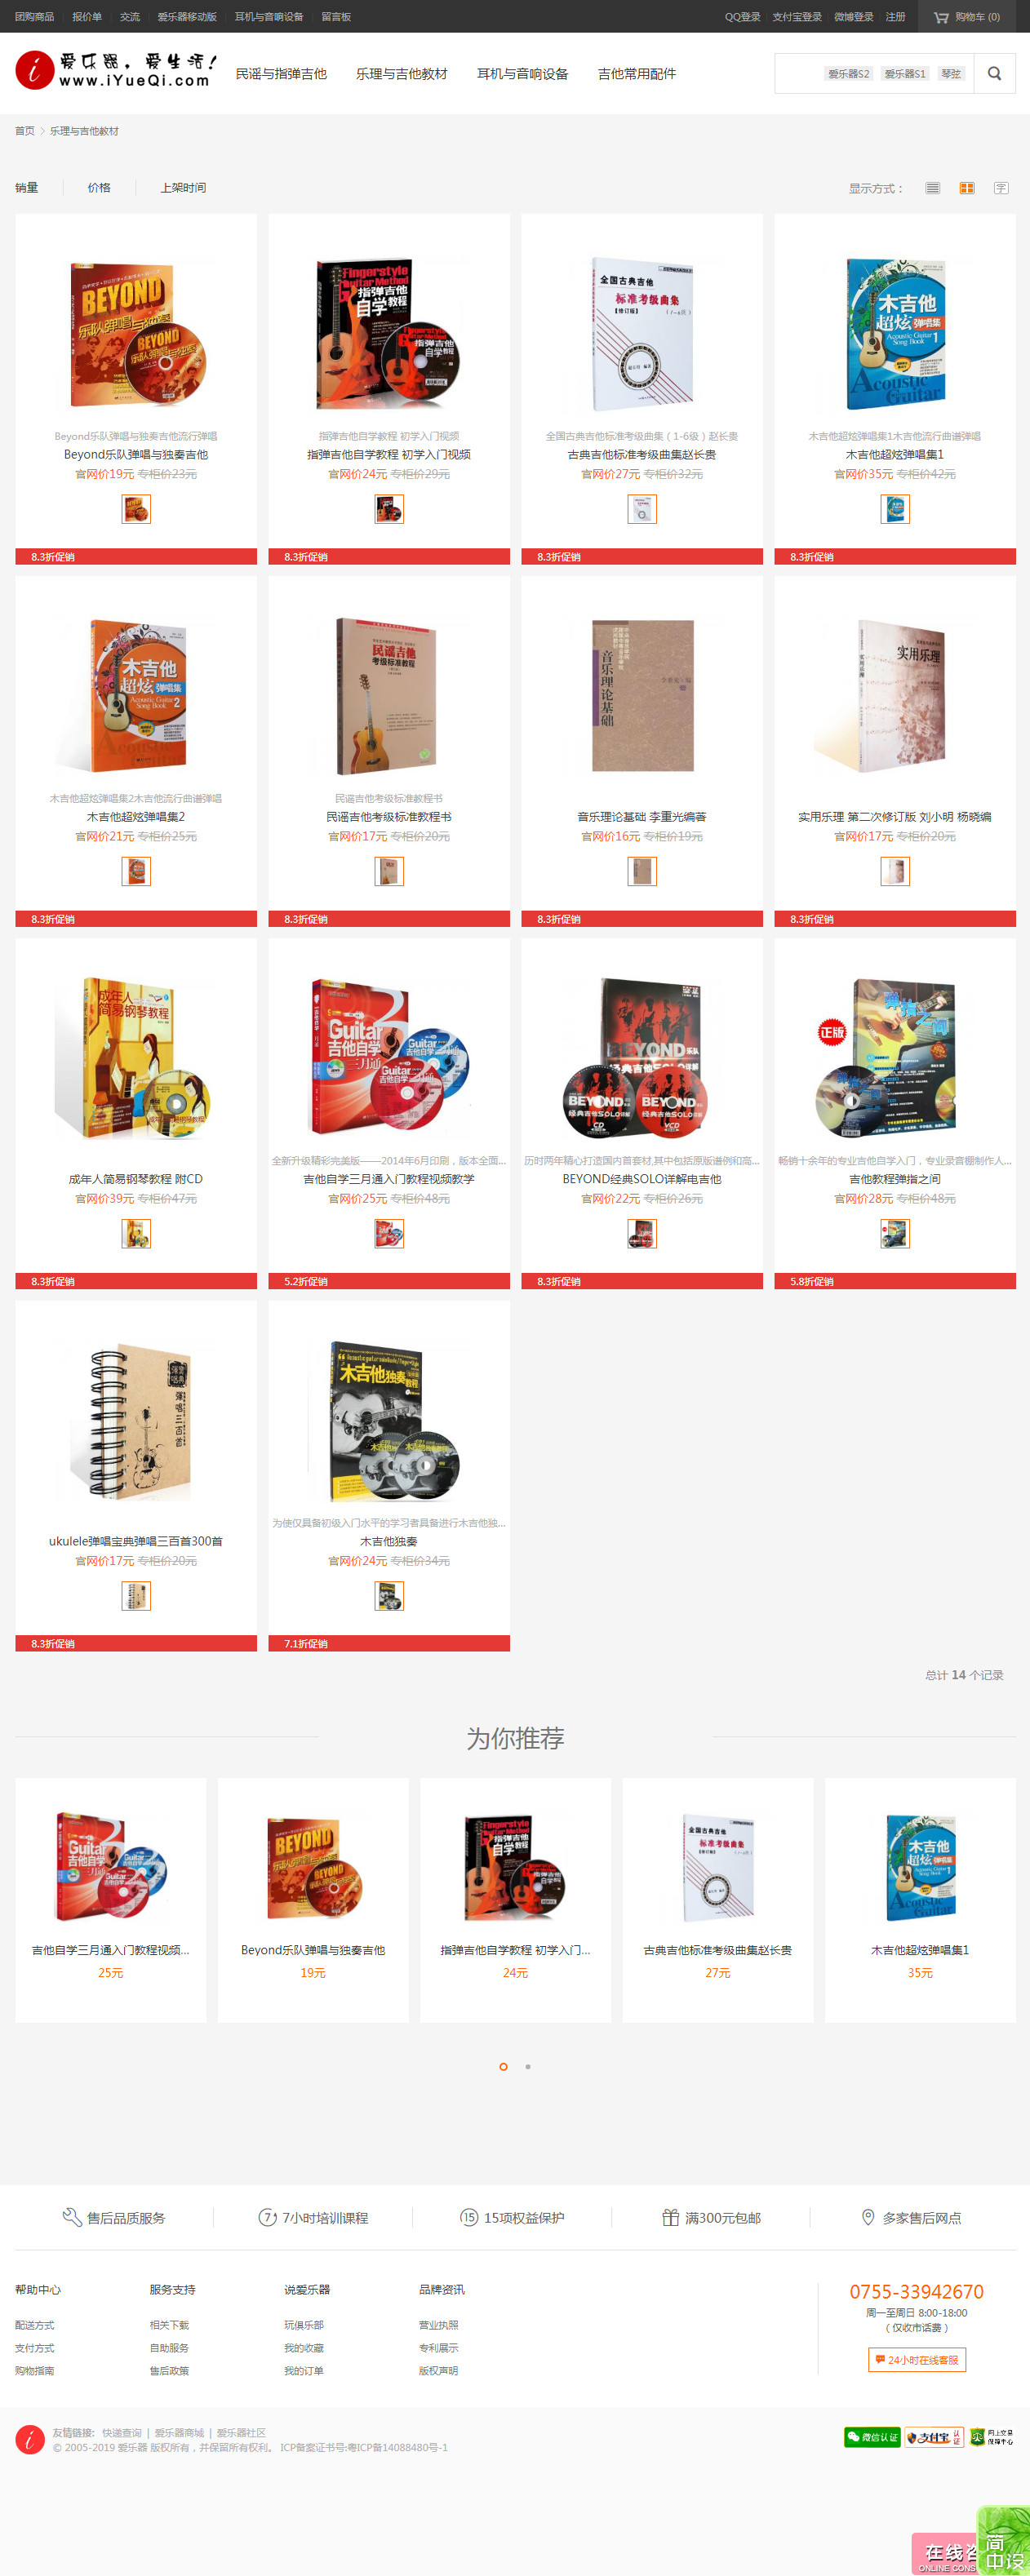 团购商品 报价单 交流 爱乐器移动版 耳机与音响设备 留言板 QQ登录 支付宝登录 微博登录 注册 购物车 (0)
爱乐器，爱生活！
www.iYueQi.com
民谣与指弹吉他 乐理与吉他教材 耳机与音响设备 吉他常用配件 爱乐器S2 爱乐器S1 琴弦
首页 > 乐理与吉他教材
销量 价格 上架时间 显示方式：
Beyond乐队弹唱与独奏吉他流行弹唱 指弹吉他自学教程 初学入门视频 全国古典吉他标准考级曲集（1-6级）赵长贵 木吉他超炫弹唱集1木吉他流行曲谱弹唱
Beyond乐队弹唱与独奏吉他 指弹吉他自学教程 初学入门视频 古典吉他标准考级曲集赵长贵 木吉他超炫弹唱集1
官网价19元 专柜价23元 官网价24元 专柜价29元 官网价27元 专柜价32元 官网价35元 专柜价42元
8.3折促销 8.3折促销 8.3折促销 8.3折促销
木吉他超炫弹唱集2木吉他流行曲谱弹唱 民谣吉他考级标准教程书
木吉他超炫弹唱集2 民谣吉他考级标准教程书 音乐理论基础 李重光编著 实用乐理 第二次修订版 刘小明 杨晓编
官网价21元 专柜价25元 官网价17元 专柜价20元 官网价16元 专柜价19元 官网价17元 专柜价20元
8.3折促销 8.3折促销 8.3折促销 8.3折促销
全新升级精彩完美版——2014年6月印刷，版本全面... 历时两年精心打造国内首套材,其中包括原版谱例和高... 畅销十余年的专业吉他自学入门，专业录音棚制作人...
成年人简易钢琴教程 附CD 吉他自学三月通入门教程视频教学 BEYOND经典SOLO详解电吉他 吉他教程弹指之间
官网价39元 专柜价47元 官网价25元 专柜价48元 官网价22元 专柜价26元 官网价28元 专柜价48元
8.3折促销 5.2折促销 8.3折促销 5.8折促销
为使仅具备初级入门水平的学习者具备进行木吉他独...
ukulele弹唱宝典弹唱三百首300首 木吉他独奏
官网价17元 专柜价20元 官网价24元 专柜价34元
8.3折促销 7.1折促销
总计 14 个记录
为你推荐
吉他自学三月通入门教程视频... Beyond乐队弹唱与独奏吉他 指弹吉他自学教程 初学入门... 古典吉他标准考级曲集赵长贵 木吉他超炫弹唱集1
25元 19元 24元 27元 35元
售后品质服务 7小时培训课程 15项权益保护 满300元包邮 多家售后网点
帮助中心 服务支持 说爱乐器 品牌资讯 0755-33942670
周一至周日 8:00-18:00
配送方式 相关下载 玩俱乐部 营业执照 （仅收市话费）
支付方式 自助服务 我的收藏 专利展示 24小时在线客服
购物指南 售后政策 我的订单 版权声明
友情链接: 快递查询 | 爱乐器商城 | 爱乐器社区 微信认证 支付宝 认证 网上交易保障中心
© 2005-2019 爱乐器 版权所有，并保留所有权利。 ICP备案证书号:粤ICP备14088480号-1
在线咨
ONLINE CONS
简
中 设